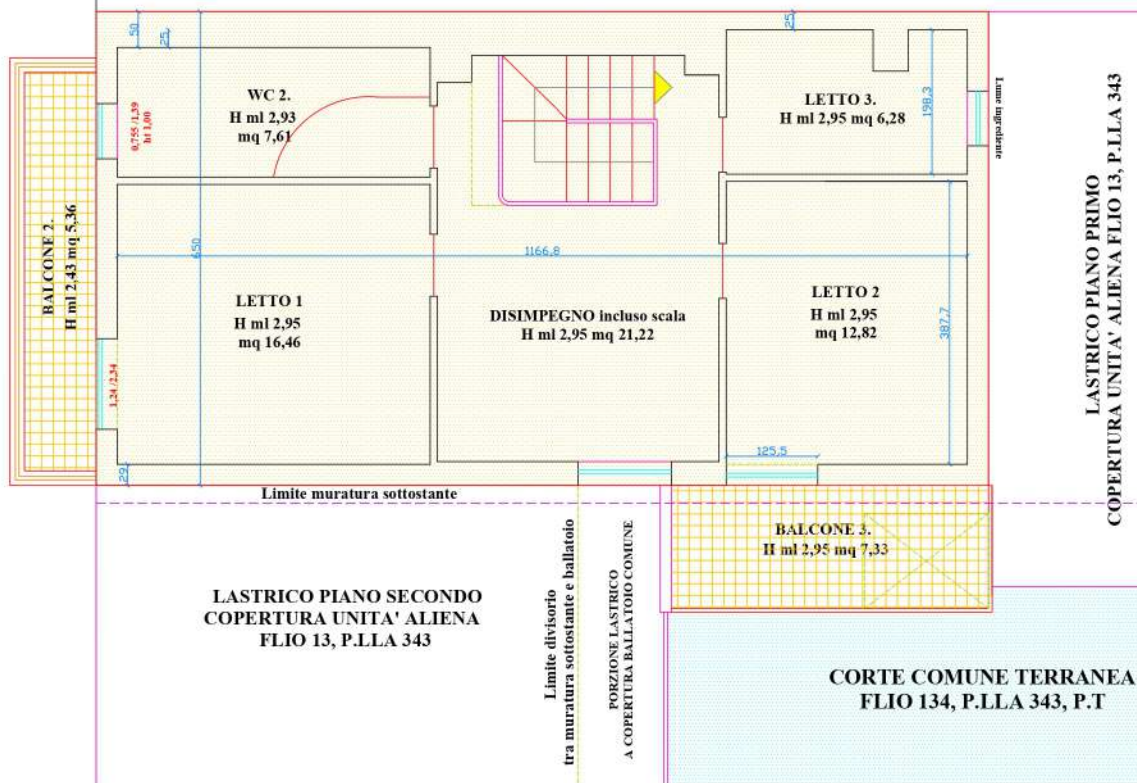 50
25
25
WC 2.
H ml 2,93
mq 7,61
0,755 /1,39
ht 1,00
LETTO 3.
H ml 2,95 mq 6,28
198,3
Lume ingrediente
BALCONE 2.
H ml 2,43 mq 5,36
650
1166,8
LETTO 1
H ml 2,95
mq 16,46
DISIMPEGNO incluso scala
H ml 2,95 mq 21,22
LETTO 2
H ml 2,95
mq 12,82
387,7
1,24 /2,34
29
125,5
LASTRICO PIANO PRIMO
COPERTURA UNITA' ALIENA FLIO 13, P.LLA 343
Limite muratura sottostante
BALCONE 3.
H ml 2,95 mq 7,33
LASTRICO PIANO SECONDO
COPERTURA UNITA' ALIENA
FLIO 13, P.LLA 343
Limite divisorio
tra muratura sottostante e ballatoio
PORZIONE LASTRICO
A COPERTURA BALLATOIO COMUNE
CORTE COMUNE TERRANEA
FLIO 134, P.LLA 343, P.T